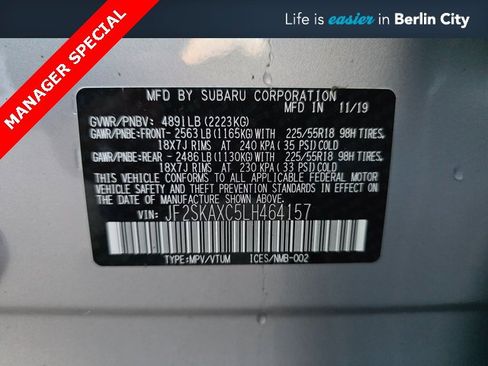 MANAGER SPECIAL
Life is easier in Berlin City
MFD BY SUBARU CORPORATION
MFD IN 11/19
GVWR/PNBV: 4891LB(2223KG)
GAWR/PNBE:FRONT- 2563LB(1165KG)WITH 225/55R18 98H TIRES,
18X7J RIMS AT 240 KPA(35 PSI)COLD
GAWR/PNBE:REAR - 2486LB(1130KG)WITH 225/55R18 98H TIRES,
18X7J RIMS AT 230 KPA(33 PSI)COLD
THIS VEHICLE CONFORMS TO ALL APPLICABLE
FEDERAL MOTOR VEHICLE SAFETY, BUMPER,AND THEFT PREVENTION
STANDARDS IN EFFECT ON THE DATE OF MANUFACTURE SHOWN ABOVE.
VIN: JF2SKAXC5LH464157
TYPE:MPV/VTUM ICES/NMB-002